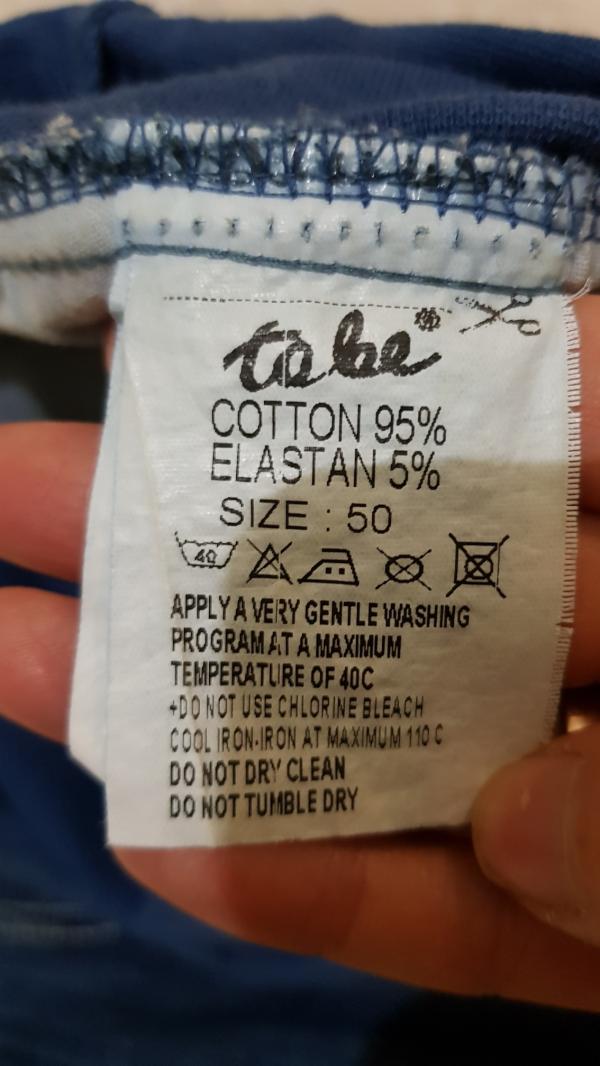 tabe
COTTON 95%
ELASTAN 5%
SIZE : 50
40
APPLY A VERY GENTLE WASHING
PROGRAM AT A MAXIMUM
TEMPERATURE OF 40C
+DO NOT USE CHLORINE BLEACH
COOL IRON-IRON AT MAXIMUM 110 C
DO NOT DRY CLEAN
DO NOT TUMBLE DRY